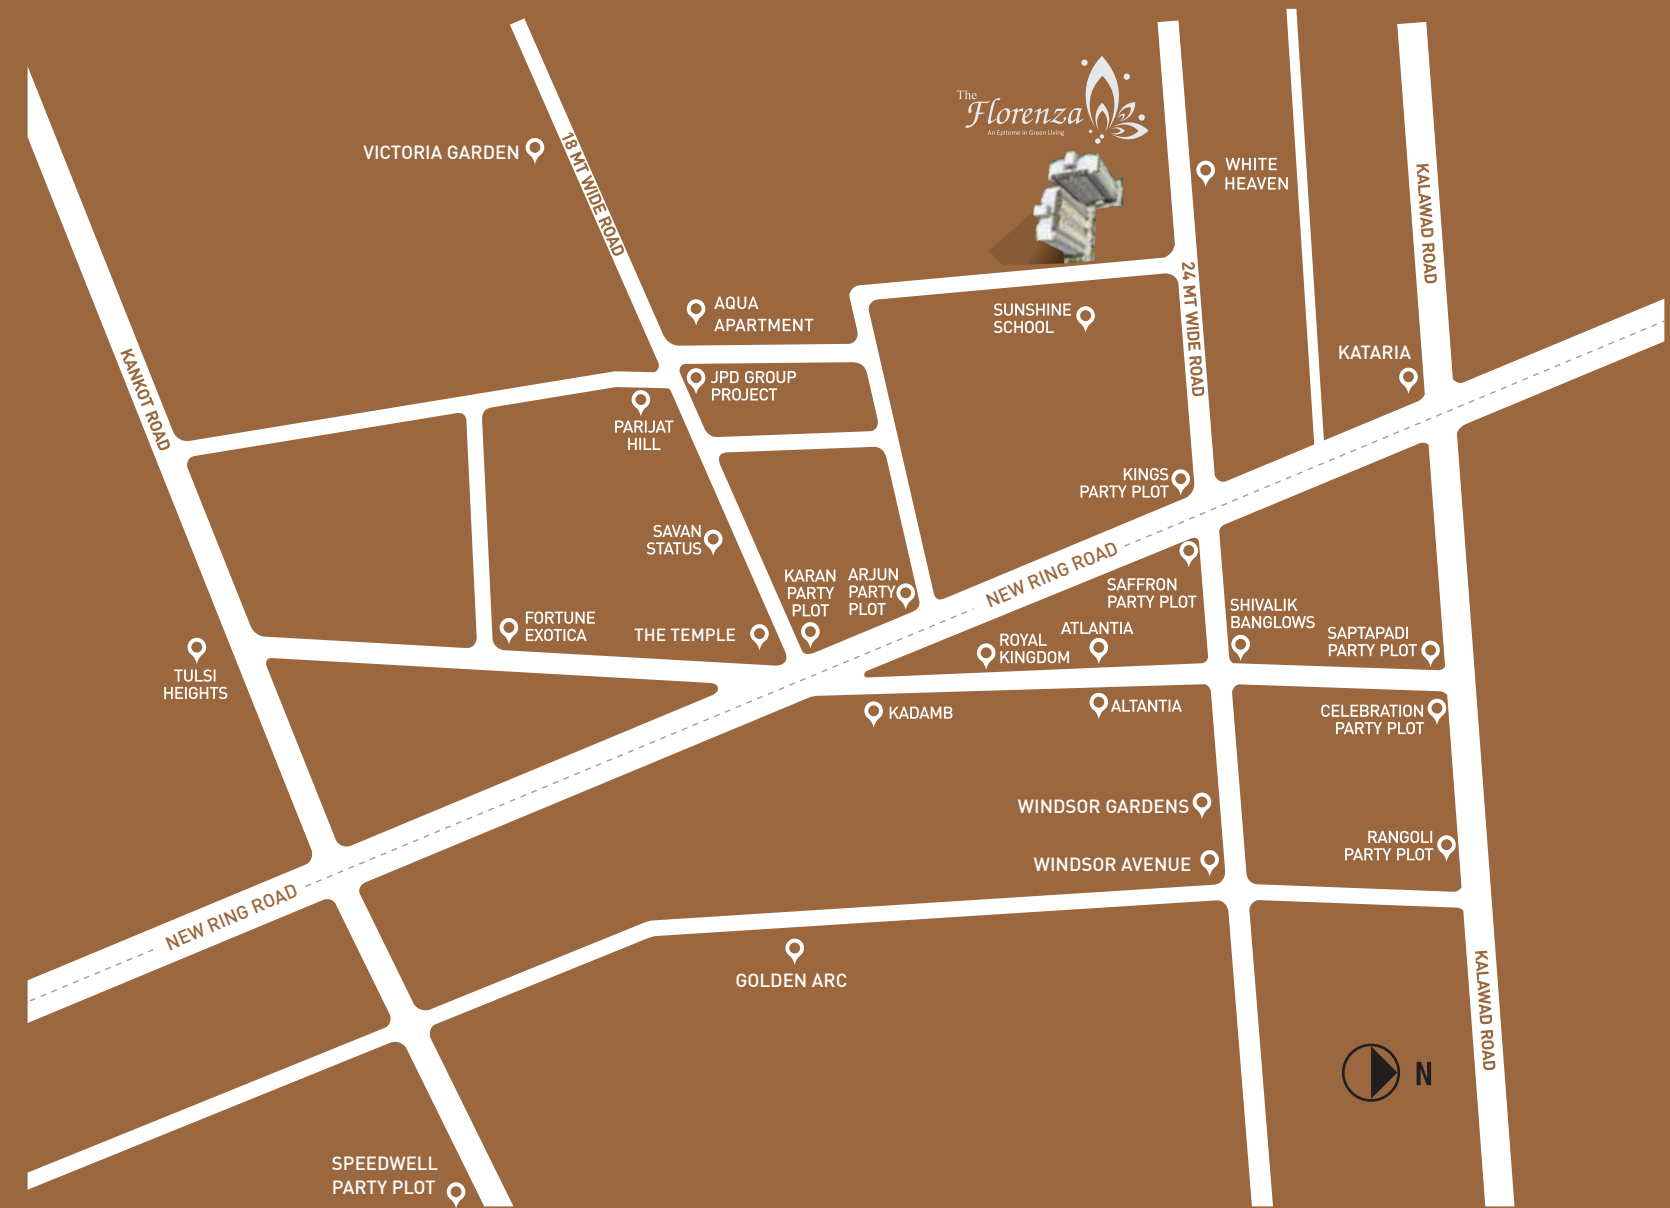 The
Florenza
An Epitome in Green Living
VICTORIA GARDEN
18 MT WIDE ROAD
WHITE
HEAVEN
KALAWAD ROAD
24 MT WIDE ROAD
AQUA
APARTMENT
SUNSHINE
SCHOOL
KATARIA
KANKOT ROAD
JPD GROUP
PROJECT
PARIJAT
HILL
KINGS
PARTY PLOT
SAVAN
STATUS
NEW RING ROAD
KARAN
PARTY
PLOT
ARJUN
PARTY
PLOT
SAFFRON
PARTY PLOT
SHIVALIK
BANGLOWS
FORTUNE
EXOTICA
THE TEMPLE
ROYAL
KINGDOM
ATLANTIA
SAPTAPADI
PARTY PLOT
TULSI
HEIGHTS
KADAMB
ALTANTIA
CELEBRATION
PARTY PLOT
WINDSOR GARDENS
RANGOLI
PARTY PLOT
WINDSOR AVENUE
NEW RING ROAD
GOLDEN ARC
KALAWAD ROAD
N
SPEEDWELL
PARTY PLOT